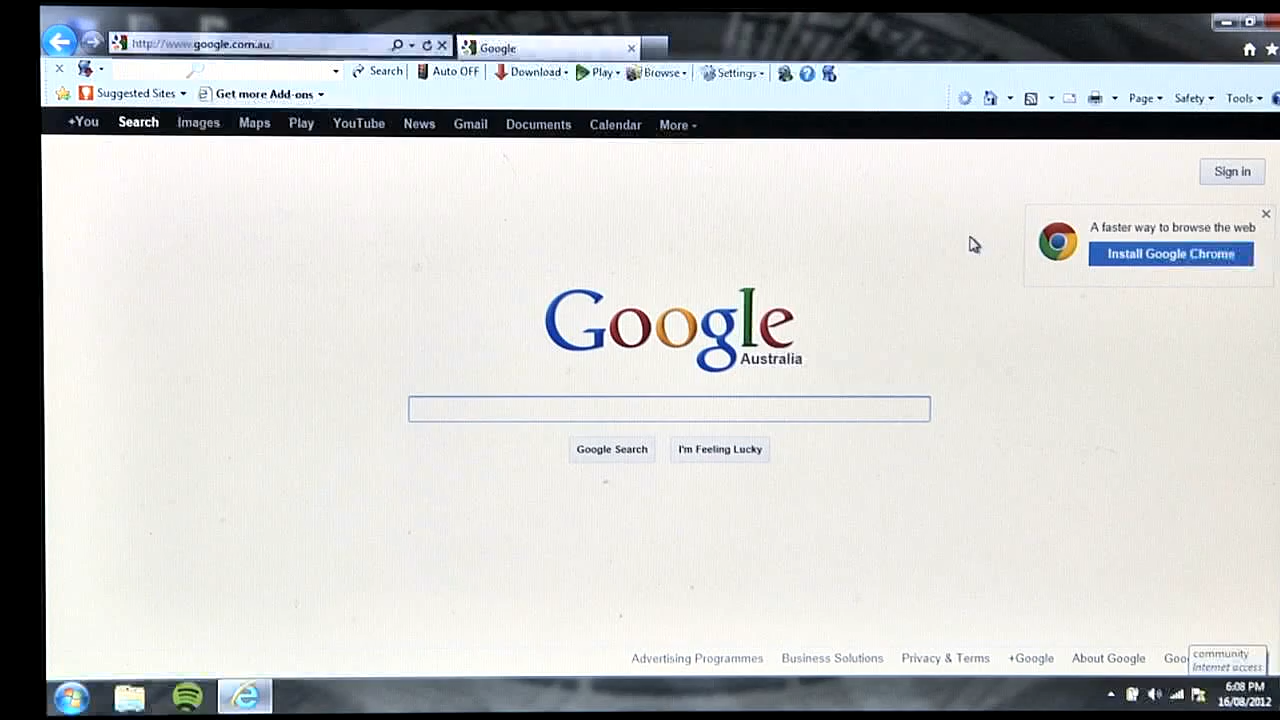 http://www.google.com.au/
Google
Search Auto OFF Download Play Browse Settings
Suggested Sites Get more Add-ons Page Safety Tools
+You Search Images Maps Play YouTube News Gmail Documents Calendar More
Sign in
A faster way to browse the web
Install Google Chrome
Google
Australia
Google Search I'm Feeling Lucky
Advertising Programmes Business Solutions Privacy & Terms +Google About Google Goo
community
Internet access
6:08 PM
16/08/2012